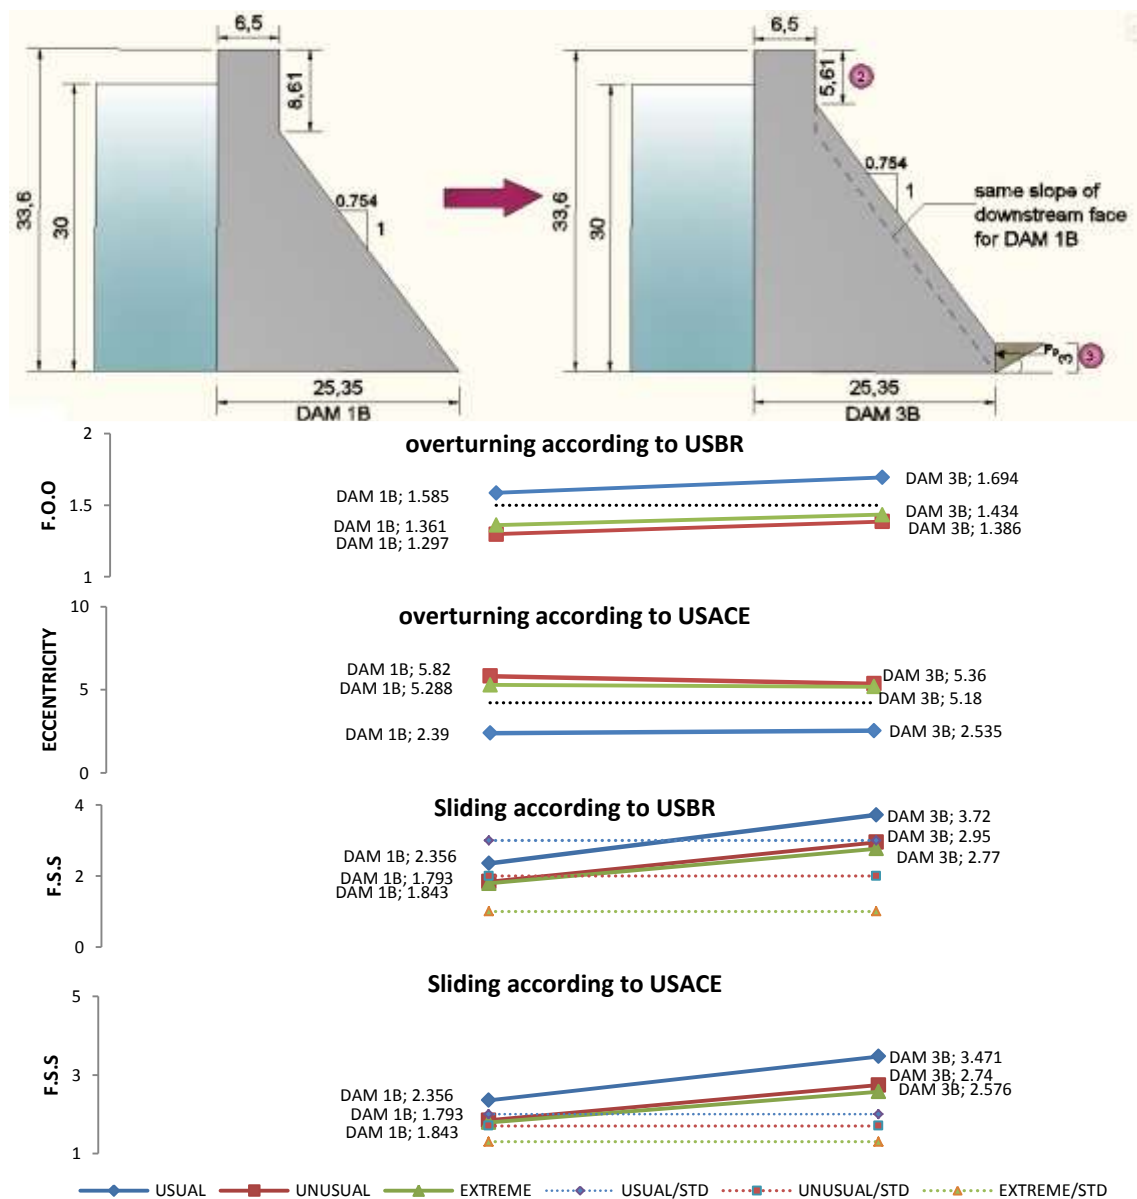 6,5
8,61
33,6
30
0.754
1
25,35
DAM 1B
6,5
5,61
2
33,6
30
0.754
1
same slope of
downstream face
for DAM 1B
3
25,35
DAM 3B
overturning according to USBR
F.O.O
2
1.5
1
DAM 1B; 1.585
DAM 1B; 1.361
DAM 1B; 1.297
DAM 3B; 1.694
DAM 3B; 1.434
DAM 3B; 1.386
overturning according to USACE
ECCENTRICITY
10
5
0
DAM 1B; 5.82
DAM 1B; 5.288
DAM 1B; 2.39
DAM 3B; 5.36
DAM 3B; 5.18
DAM 3B; 2.535
Sliding according to USBR
F.S.S
4
2
0
DAM 1B; 2.356
DAM 1B; 1.793
DAM 1B; 1.843
DAM 3B; 3.72
DAM 3B; 2.95
DAM 3B; 2.77
Sliding according to USACE
F.S.S
5
3
1
DAM 1B; 2.356
DAM 1B; 1.793
DAM 1B; 1.843
DAM 3B; 3.471
DAM 3B; 2.74
DAM 3B; 2.576
USUAL UNUSUAL EXTREME USUAL/STD UNUSUAL/STD EXTREME/STD